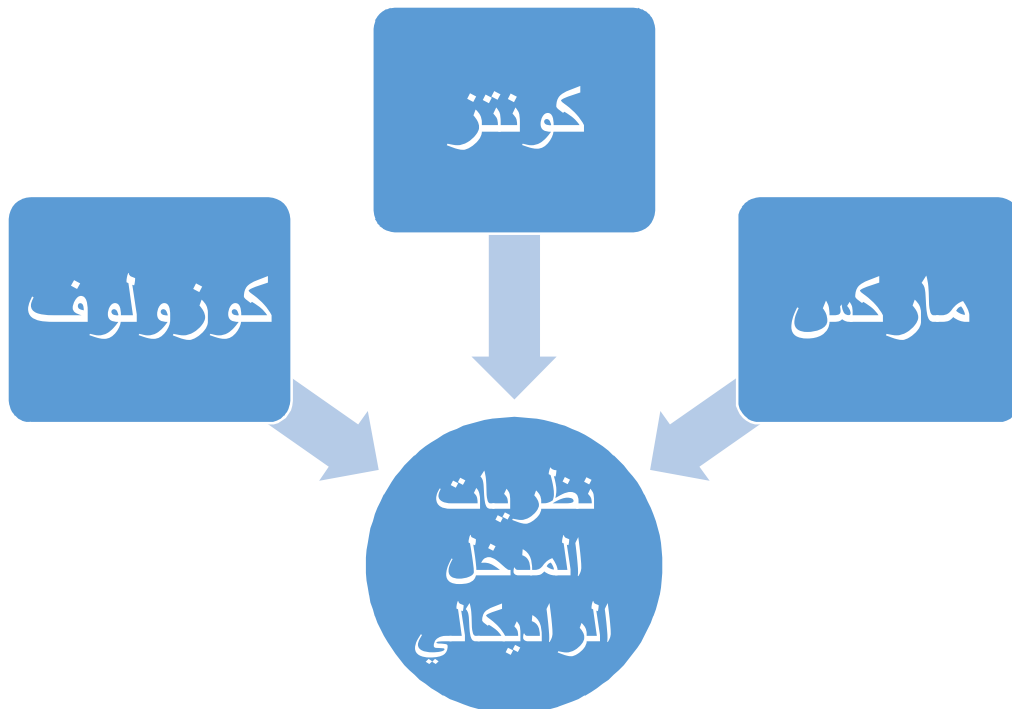 كونتز
ماركس
كوزولوف
نظريات
المدخل
الراديكالي